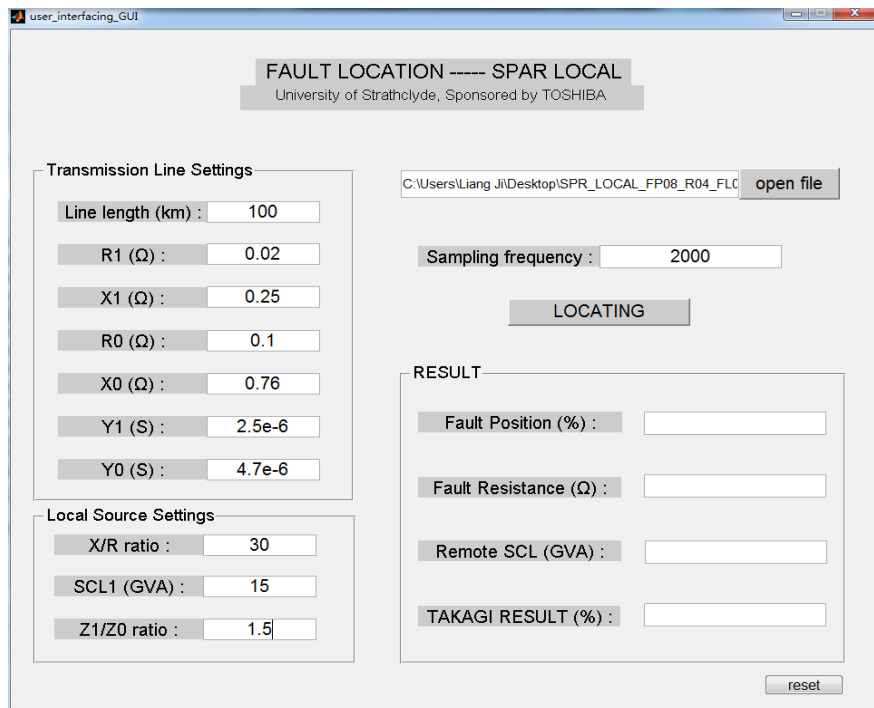 user_interfacing_GUI
FAULT LOCATION ----- SPAR LOCAL
University of Strathclyde, Sponsored by TOSHIBA
Transmission Line Settings
Line length (km) : 100
R1 (Ω) : 0.02
X1 (Ω) : 0.25
R0 (Ω) : 0.1
X0 (Ω) : 0.76
Y1 (S) : 2.5e-6
Y0 (S) : 4.7e-6
Local Source Settings
X/R ratio : 30
SCL1 (GVA) : 15
Z1/Z0 ratio : 1.5
C:\Users\Liang Ji\Desktop\SPR_LOCAL_FP08_R04_FL0 open file
Sampling frequency : 2000
LOCATING
RESULT
Fault Position (%) :
Fault Resistance (Ω) :
Remote SCL (GVA) :
TAKAGI RESULT (%) :
reset